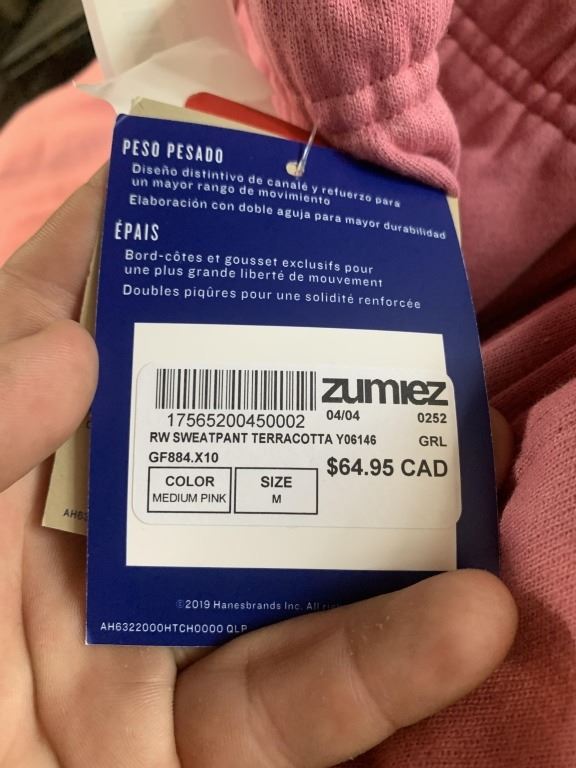 PESO PESADO
Diseño distintivo de canalé y refuerzo para
un mayor rango de movimiento
Elaboración con doble aguja para mayor durabilidad
ÉPAIS
Bord-côtes et gousset exclusifs pour
une plus grande liberté de mouvement
Doubles piqûres pour une solidité renforcée
zumiez
17565200450002 04/04 0252
RW SWEATPANT TERRACOTTA Y06146 GRL
GF884.X10
$64.95 CAD
COLOR SIZE
MEDIUM PINK M
©2019 Hanesbrands Inc. All
AH6322000HTCH0000 QLP